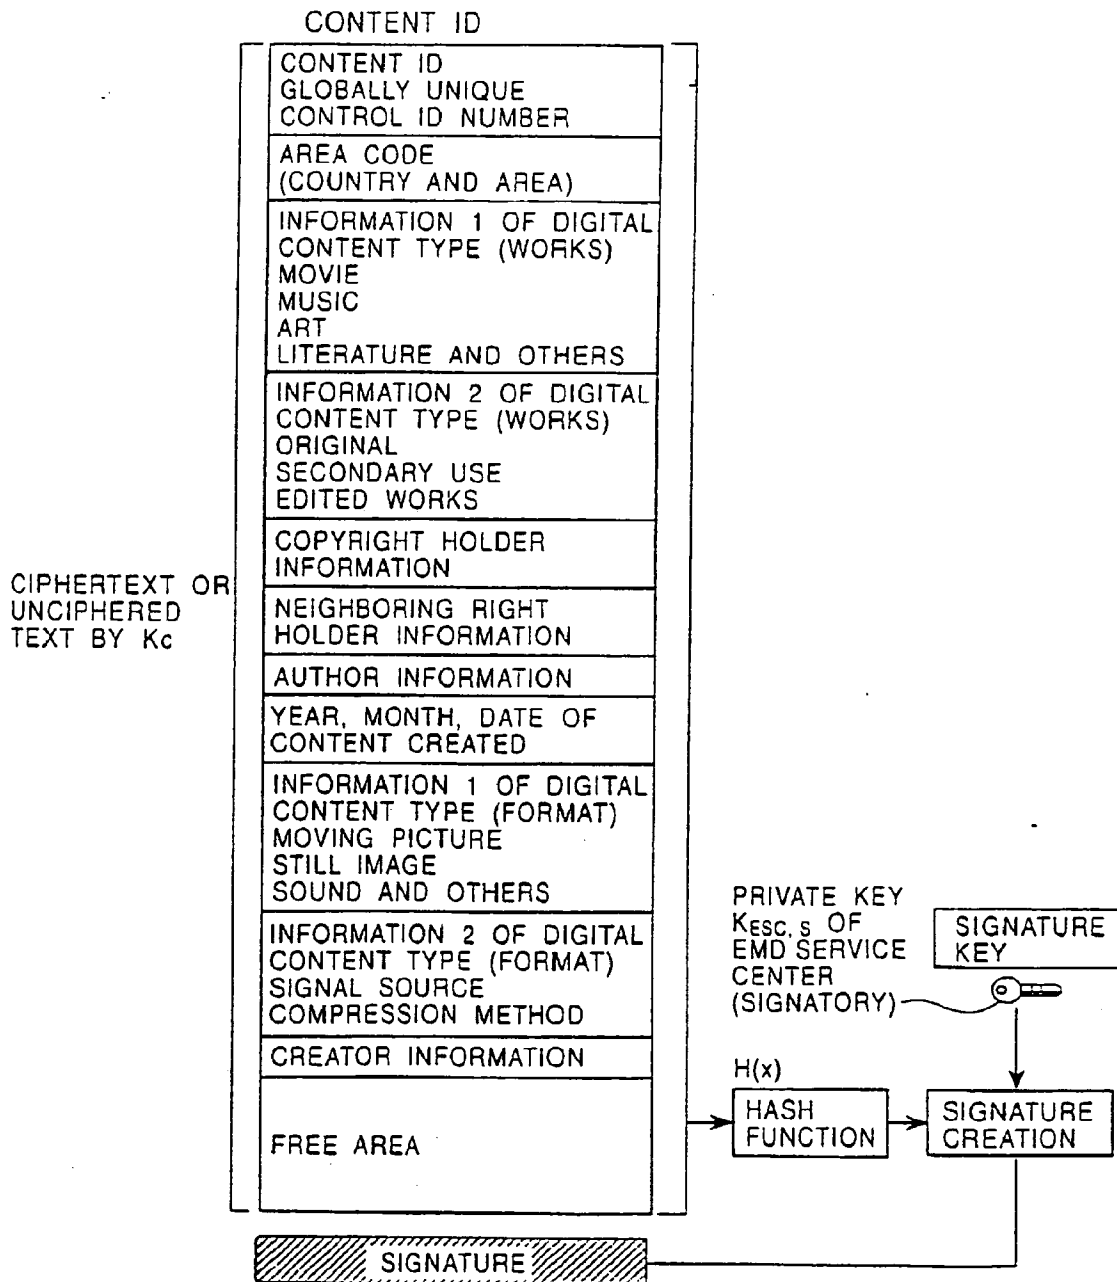 CONTENT ID
CONTENT ID
GLOBALLY UNIQUE
CONTROL ID NUMBER
AREA CODE
(COUNTRY AND AREA)
INFORMATION 1 OF DIGITAL
CONTENT TYPE (WORKS)
MOVIE
MUSIC
ART
LITERATURE AND OTHERS
INFORMATION 2 OF DIGITAL
CONTENT TYPE (WORKS)
ORIGINAL
SECONDARY USE
EDITED WORKS
COPYRIGHT HOLDER
INFORMATION
NEIGHBORING RIGHT
HOLDER INFORMATION
AUTHOR INFORMATION
YEAR, MONTH, DATE OF
CONTENT CREATED
INFORMATION 1 OF DIGITAL
CONTENT TYPE (FORMAT)
MOVING PICTURE
STILL IMAGE
SOUND AND OTHERS
INFORMATION 2 OF DIGITAL
CONTENT TYPE (FORMAT)
SIGNAL SOURCE
COMPRESSION METHOD
CREATOR INFORMATION
FREE AREA
SIGNATURE
CIPHERTEXT OR
UNCIPHERED
TEXT BY Kc
PRIVATE KEY
KESC, S OF
EMD SERVICE
CENTER
(SIGNATORY)
SIGNATURE
KEY
H(x)
HASH
FUNCTION
SIGNATURE
CREATION